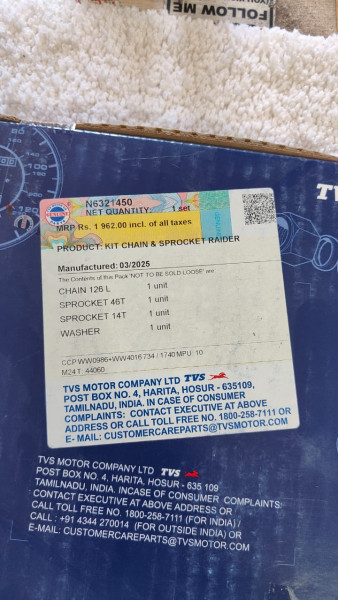 FOLLOW ME
TVS
N6321450
NET QUANTITY: 1 set
MRP Rs. 1 962.00 incl. of all taxes
PRODUCT: KIT CHAIN & SPROCKET RAIDER
Manufactured: 03/2025
The Contents of this Pack 'NOT TO BE SOLD LOOSE' are
CHAIN 126 L 1 unit
SPROCKET 46T 1 unit
SPROCKET 14T 1 unit
WASHER 1 unit
CCP WW0986+WW4016 734 / 1740 MPU: 10
M24 T: 44060
TVS MOTOR COMPANY LTD TVS
POST BOX NO. 4, HARITA, HOSUR - 635109,
TAMILNADU, INDIA. IN CASE OF CONSUMER
COMPLAINTS: CONTACT EXECUTIVE AT ABOVE
ADDRESS OR CALL TOLL FREE NO. 1800-258-7111 OR
E- MAIL: CUSTOMERCAREPARTS@TVSMOTOR.COM
TVS MOTOR COMPANY LTD TVS
POST BOX NO. 4, HARITA, HOSUR - 635 109
TAMILNADU, INDIA. INCASE OF CONSUMER COMPLAINTS
CONTACT EXECUTIVE AT ABOVE ADDRESS OR
CALL TOLL FREE NO. 1800-258-7111 (FOR INDIA) /
CALL : +91 4344 270014 (FOR OUTSIDE INDIA) OR
E- MAIL: CUSTOMERCAREPARTS@TVSMOTOR.COM